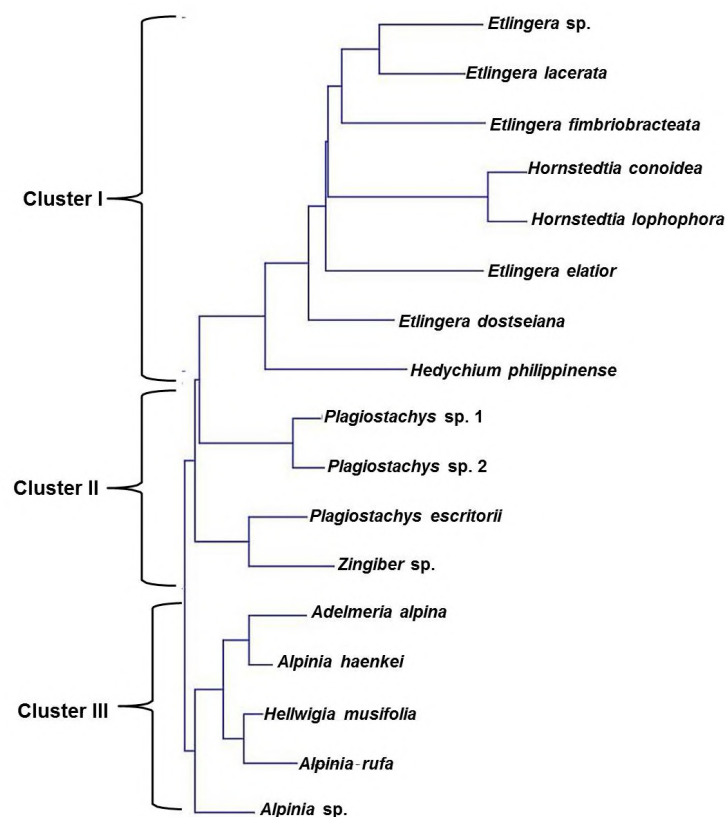 Etlingera sp.
Etlingera lacerata
Etlingera fimbriobracteata
Hornstedtia conoidea
Cluster I
Hornstedtia lophophora
Etlingera elatior
Etlingera dostseiana
Hedychium philippinense
Plagiostachys sp. 1
Plagiostachys sp. 2
Cluster II
Plagiostachys escritorii
Zingiber sp.
Adelmeria alpina
Alpinia haenkei
Cluster III
Hellwigia musifolia
Alpinia rufa
Alpinia sp.